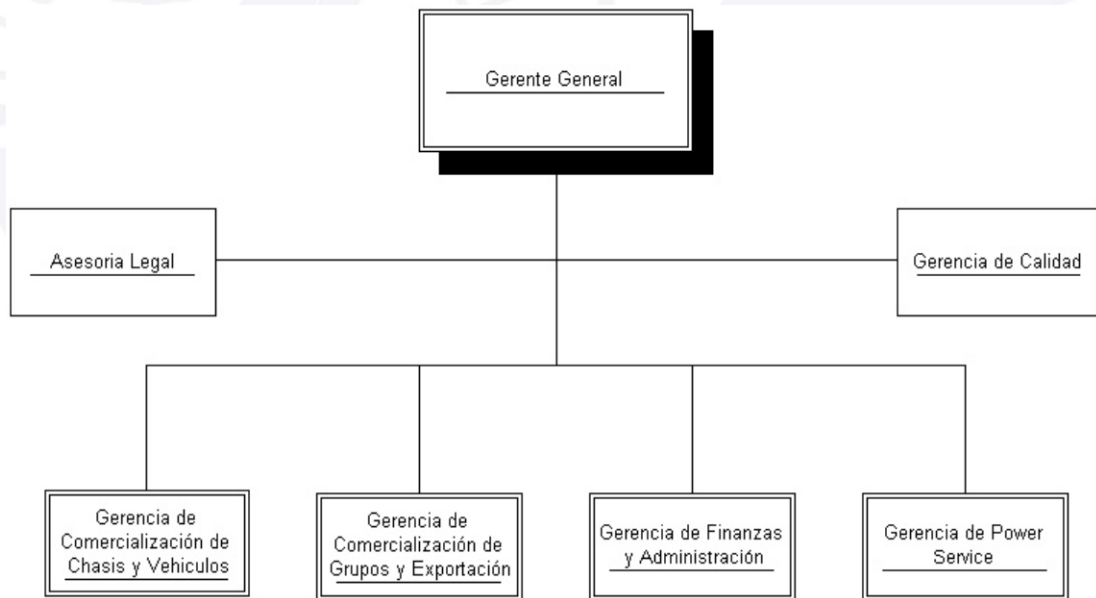 Gerente General
Asesoria Legal
Gerencia de Calidad
Gerencia de
Comercialización de
Chasis y Vehiculos
Gerencia de
Comercialización de
Grupos y Exportación
Gerencia de Finanzas
y Administración
Gerencia de Power
Service